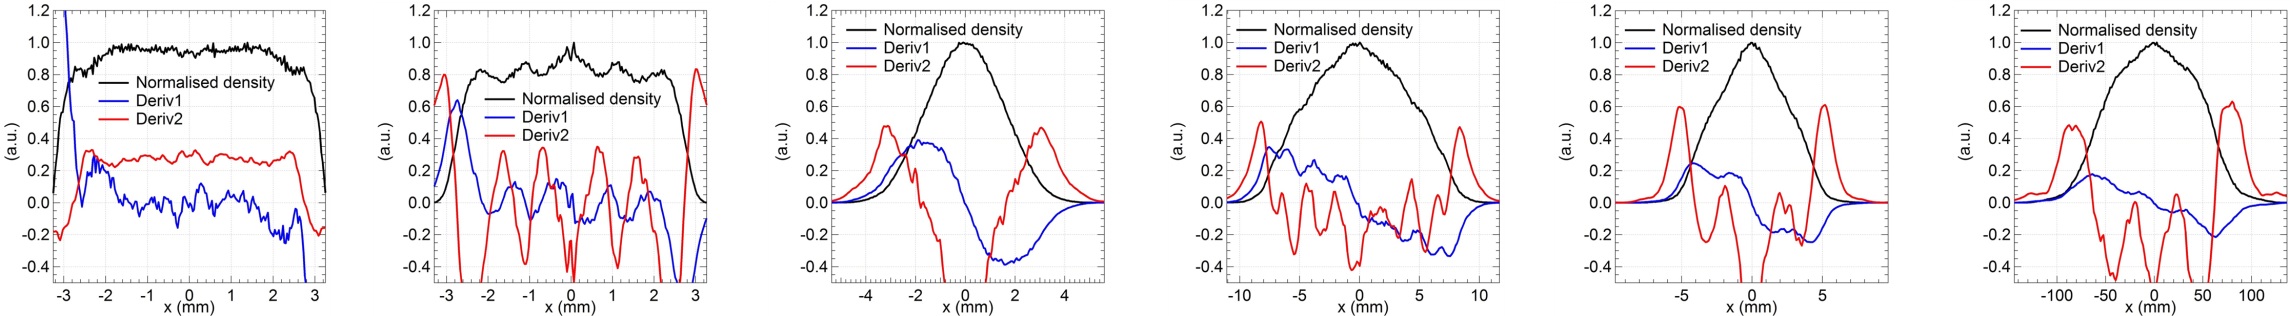 1.2
1.0
0.8
0.6
0.4
0.2
0.0
-0.2
-0.4
(a.u.)
Normalised density
Deriv1
Deriv2
-3 -2 -1 0 1 2 3
x (mm)
1.2
1.0
0.8
0.6
0.4
0.2
0.0
-0.2
-0.4
(a.u.)
Normalised density
Deriv1
Deriv2
-3 -2 -1 0 1 2 3
x (mm)
1.2
1.0
0.8
0.6
0.4
0.2
0.0
-0.2
-0.4
(a.u.)
Normalised density
Deriv1
Deriv2
-4 -2 0 2 4
x (mm)
1.2
1.0
0.8
0.6
0.4
0.2
0.0
-0.2
-0.4
(a.u.)
Normalised density
Deriv1
Deriv2
-10 -5 0 5 10
x (mm)
1.2
1.0
0.8
0.6
0.4
0.2
0.0
-0.2
-0.4
(a.u.)
Normalised density
Deriv1
Deriv2
-5 0 5
x (mm)
1.2
1.0
0.8
0.6
0.4
0.2
0.0
-0.2
-0.4
(a.u.)
Normalised density
Deriv1
Deriv2
-100 -50 0 50 100
x (mm)